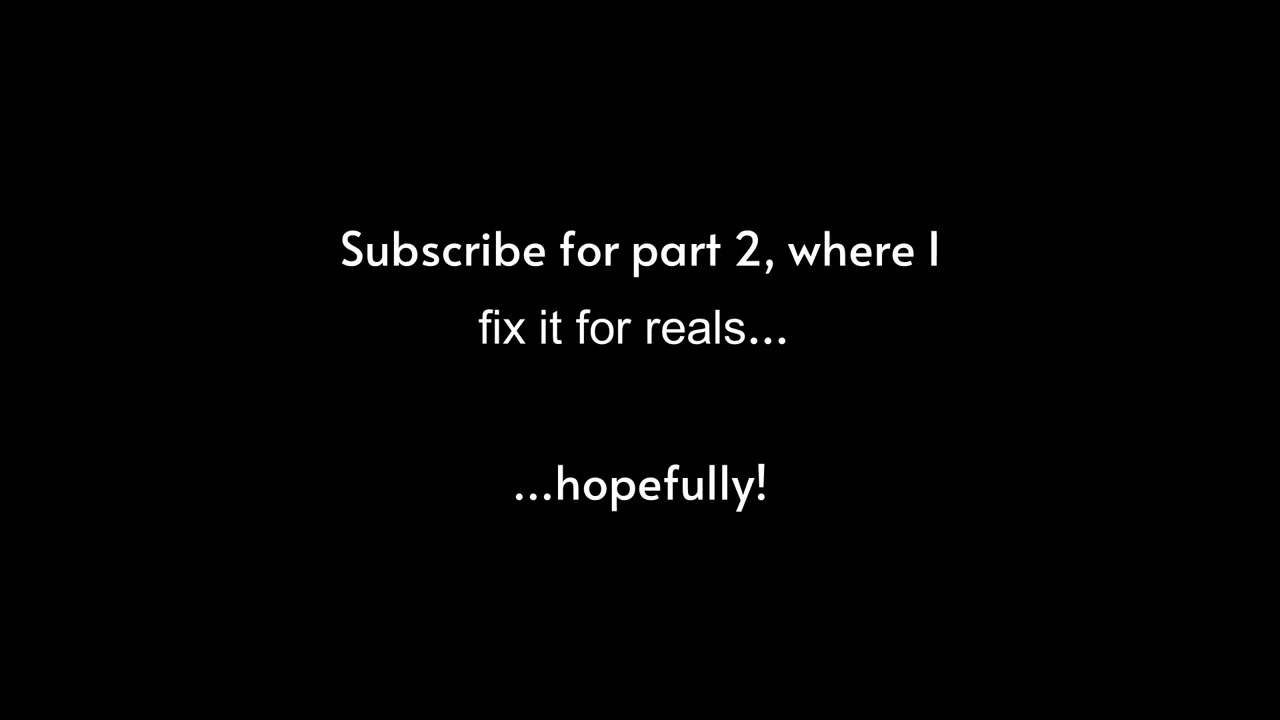 Subscribe for part 2, where I
fix it for reals...
...hopefully!